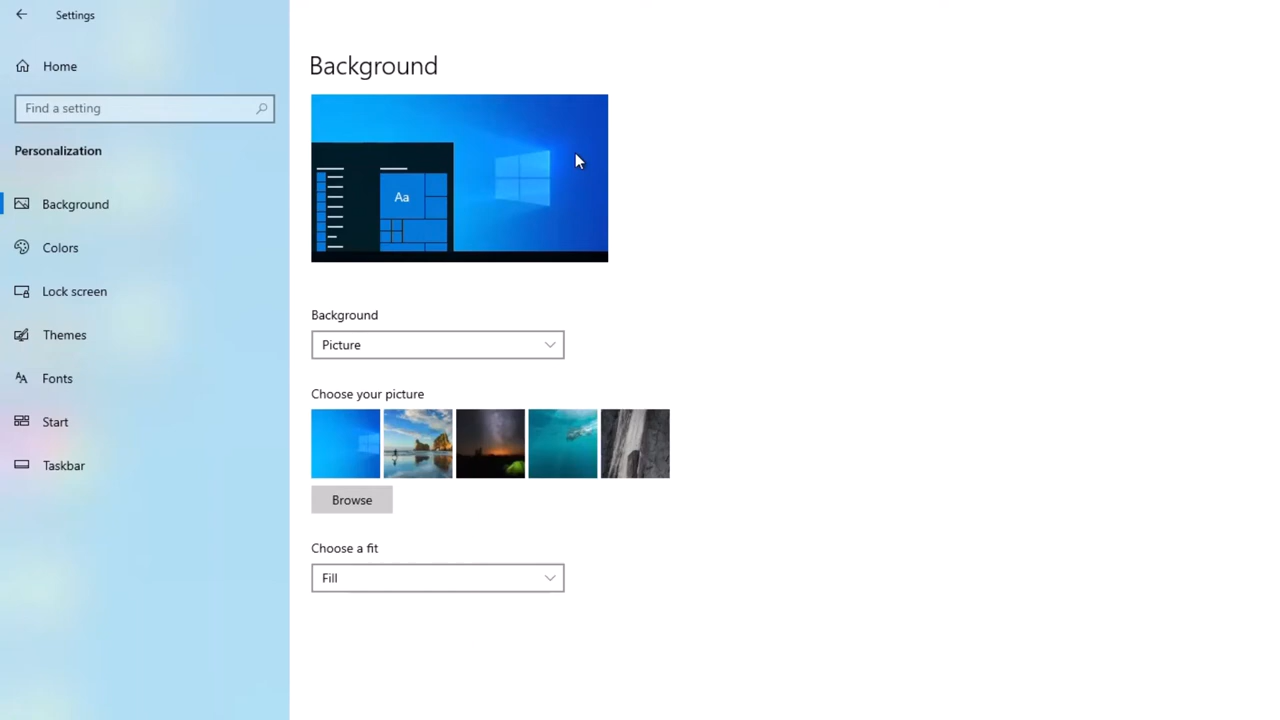 Settings
Home
Find a setting
Personalization
Background
Colors
Lock screen
Themes
Fonts
Start
Taskbar
Background
Aa
Background
Picture
Choose your picture
Browse
Choose a fit
Fill